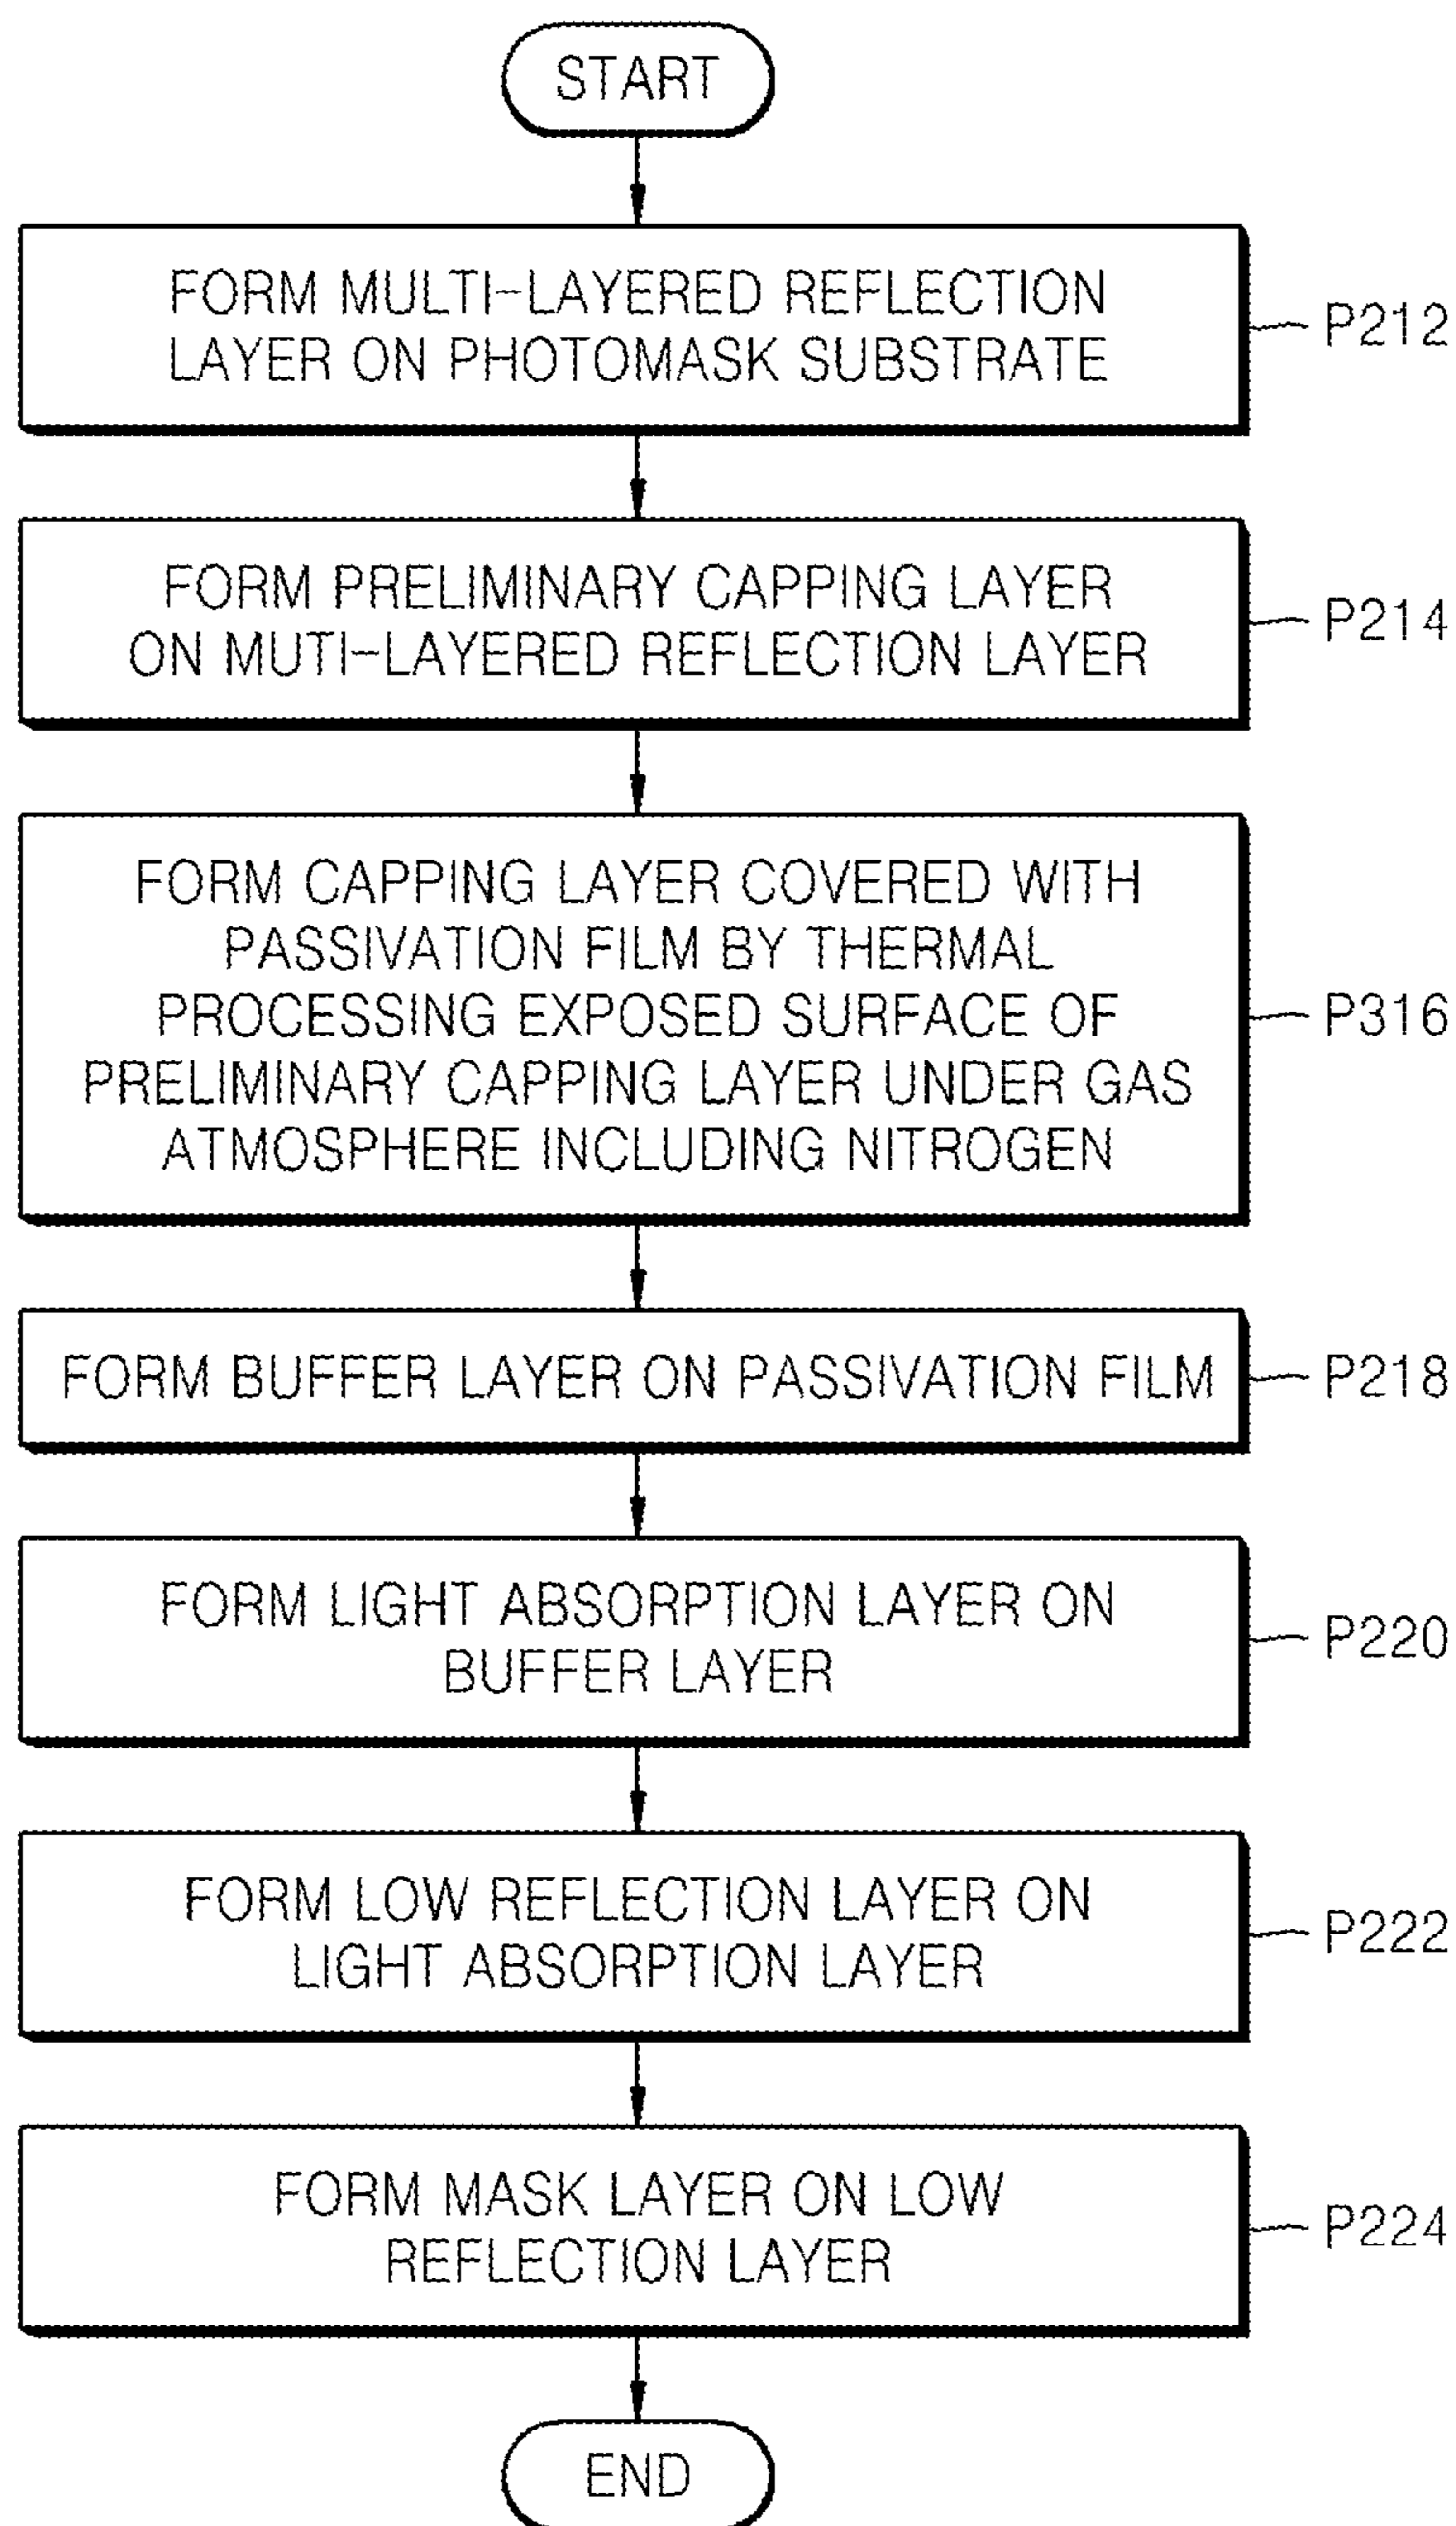 START
FORM MULTI-LAYERED REFLECTION
LAYER ON PHOTOMASK SUBSTRATE
P212
FORM PRELIMINARY CAPPING LAYER
ON MUTI-LAYERED REFLECTION LAYER
P214
FORM CAPPING LAYER COVERED WITH
PASSIVATION FILM BY THERMAL
PROCESSING EXPOSED SURFACE OF
PRELIMINARY CAPPING LAYER UNDER GAS
ATMOSPHERE INCLUDING NITROGEN
P316
FORM BUFFER LAYER ON PASSIVATION FILM
P218
FORM LIGHT ABSORPTION LAYER ON
BUFFER LAYER
P220
FORM LOW REFLECTION LAYER ON
LIGHT ABSORPTION LAYER
P222
FORM MASK LAYER ON LOW
REFLECTION LAYER
P224
END